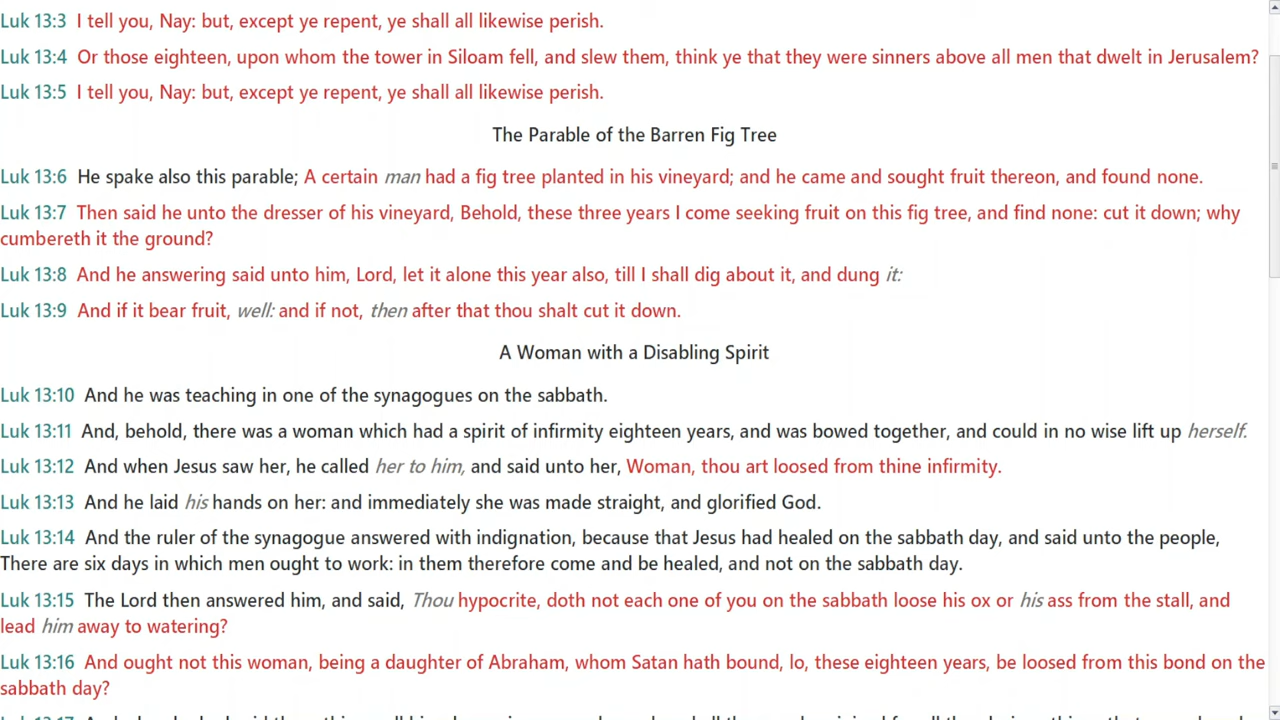 Luk 13:3 I tell you, Nay: but, except ye repent, ye shall all likewise perish.
Luk 13:4 Or those eighteen, upon whom the tower in Siloam fell, and slew them, think ye that they were sinners above all men that dwelt in Jerusalem?
Luk 13:5 I tell you, Nay: but, except ye repent, ye shall all likewise perish.
The Parable of the Barren Fig Tree
Luk 13:6 He spake also this parable; A certain man had a fig tree planted in his vineyard; and he came and sought fruit thereon, and found none.
Luk 13:7 Then said he unto the dresser of his vineyard, Behold, these three years I come seeking fruit on this fig tree, and find none: cut it down; why
cumbereth it the ground?
Luk 13:8 And he answering said unto him, Lord, let it alone this year also, till I shall dig about it, and dung it:
Luk 13:9 And if it bear fruit, well: and if not, then after that thou shalt cut it down.
A Woman with a Disabling Spirit
Luk 13:10 And he was teaching in one of the synagogues on the sabbath.
Luk 13:11 And, behold, there was a woman which had a spirit of infirmity eighteen years, and was bowed together, and could in no wise lift up herself.
Luk 13:12 And when Jesus saw her, he called her to him, and said unto her, Woman, thou art loosed from thine infirmity.
Luk 13:13 And he laid his hands on her: and immediately she was made straight, and glorified God.
Luk 13:14 And the ruler of the synagogue answered with indignation, because that Jesus had healed on the sabbath day, and said unto the people,
There are six days in which men ought to work: in them therefore come and be healed, and not on the sabbath day.
Luk 13:15 The Lord then answered him, and said, Thou hypocrite, doth not each one of you on the sabbath loose his ox or his ass from the stall, and
lead him away to watering?
Luk 13:16 And ought not this woman, being a daughter of Abraham, whom Satan hath bound, lo, these eighteen years, be loosed from this bond on the
sabbath day?